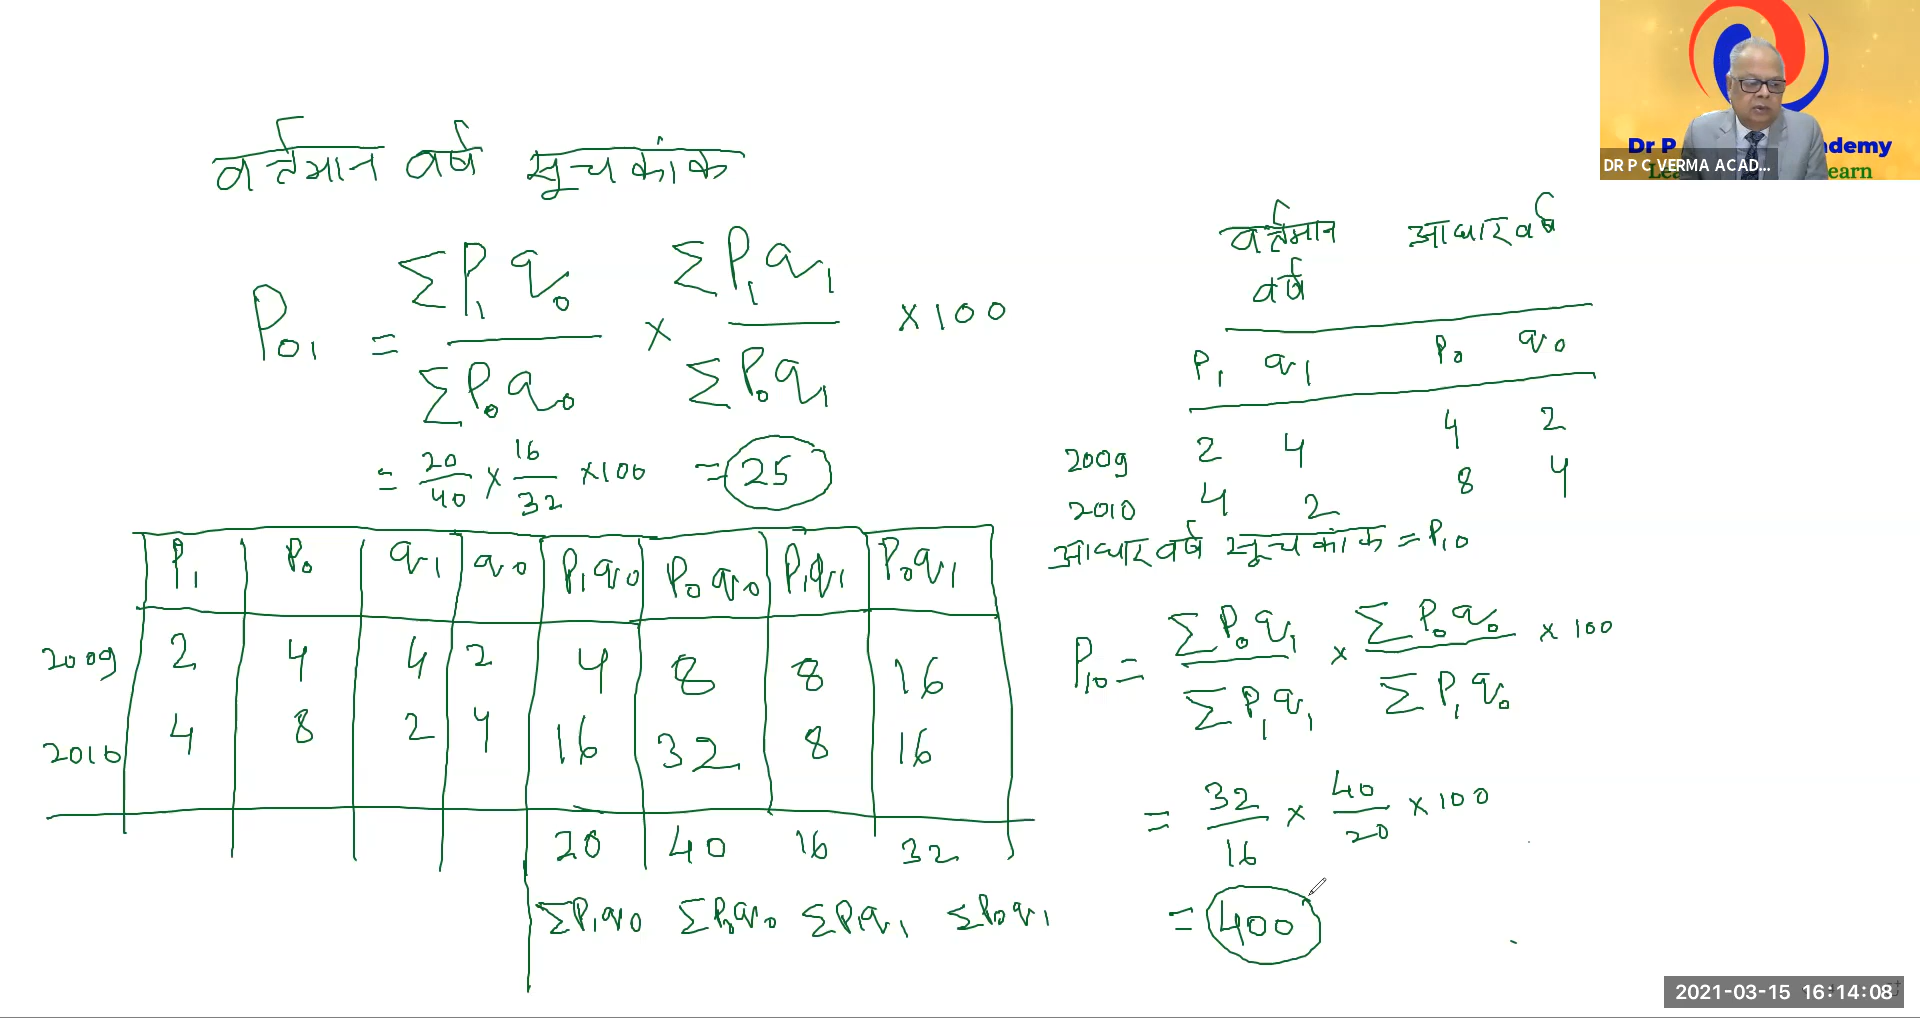 वर्तमान वर्ष सूचकांक
P₀₁ = ΣP₁q₀ / ΣP₀q₀ × ΣP₁q₁ / ΣP₀q₁ ×100
= 20/40 × 16/32 ×100 = 25
P₁ P₀ q₁ q₀ P₁q₀ P₀q₀ P₁q₁ P₀q₁
2009 2 4 4 2 4 8 8 16
2010 4 8 2 4 16 32 8 16
20 40 16 32
ΣP₁q₀ ΣP₀q₀ ΣP₁q₁ ΣP₀q₁
वर्तमान आधार वर्ष
वर्ष
P₁ q₁ P₀ q₀
2009 2 4 4 2
2010 4 2 8 4
आधार वर्ष सूचकांक = P₁₀
P₁₀ = ΣP₀q₁ / ΣP₁q₁ × ΣP₀q₀ / ΣP₁q₀ × 100
= 32/16 × 40/20 × 100
= 400
Dr P ademy
DR P C VERMA ACAD...
Le earn
2021-03-15 16:14:08